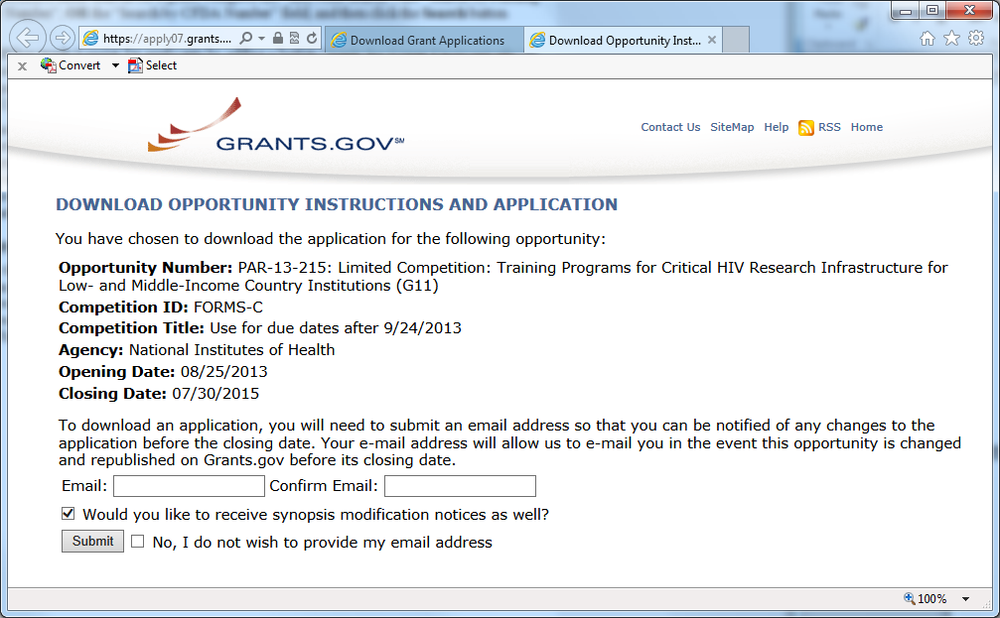 https://apply07.grants....
Download Grant Applications
Download Opportunity Inst...
Convert
Select
GRANTS.GOV℠
Contact Us SiteMap Help RSS Home
DOWNLOAD OPPORTUNITY INSTRUCTIONS AND APPLICATION
You have chosen to download the application for the following opportunity:
Opportunity Number: PAR-13-215: Limited Competition: Training Programs for Critical HIV Research Infrastructure for
Low- and Middle-Income Country Institutions (G11)
Competition ID: FORMS-C
Competition Title: Use for due dates after 9/24/2013
Agency: National Institutes of Health
Opening Date: 08/25/2013
Closing Date: 07/30/2015
To download an application, you will need to submit an email address so that you can be notified of any changes to the
application before the closing date. Your e-mail address will allow us to e-mail you in the event this opportunity is changed
and republished on Grants.gov before its closing date.
Email: Confirm Email:
Would you like to receive synopsis modification notices as well?
Submit No, I do not wish to provide my email address
100%